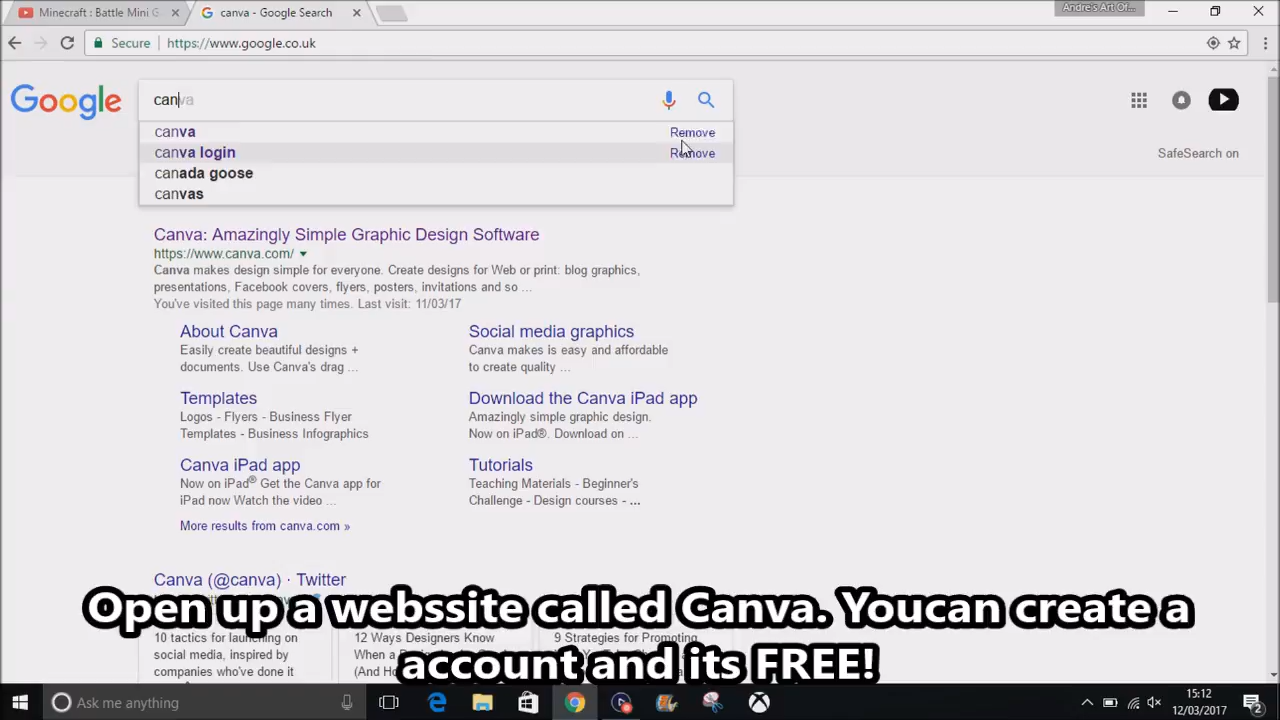 Minecraft : Battle Mini G
canva - Google Search
Andre's Art Of...
Secure https://www.google.co.uk
Google
canva
canva Remove
canva login Remove
canada goose
canvas
SafeSearch on
Canva: Amazingly Simple Graphic Design Software
https://www.canva.com/
Canva makes design simple for everyone. Create designs for Web or print: blog graphics,
presentations, Facebook covers, flyers, posters, invitations and so ...
You've visited this page many times. Last visit: 11/03/17
About Canva
Easily create beautiful designs +
documents. Use Canva's drag ...
Social media graphics
Canva makes is easy and affordable
to create quality ...
Templates
Logos - Flyers - Business Flyer
Templates - Business Infographics
Download the Canva iPad app
Amazingly simple graphic design.
Now on iPad®. Download on ...
Canva iPad app
Now on iPad® Get the Canva app for
iPad now Watch the video ...
Tutorials
Teaching Materials - Beginner's
Challenge - Design courses - ...
More results from canva.com »
Canva (@canva) · Twitter
Open up a webssite called Canva. Youcan create a
account and its FREE!
10 tactics for launching on
social media, inspired by
companies who've done it
12 Ways Designers Know
When a
(And Ho
9 Strategies for Promoting
Ask me anything
15:12
12/03/2017
2